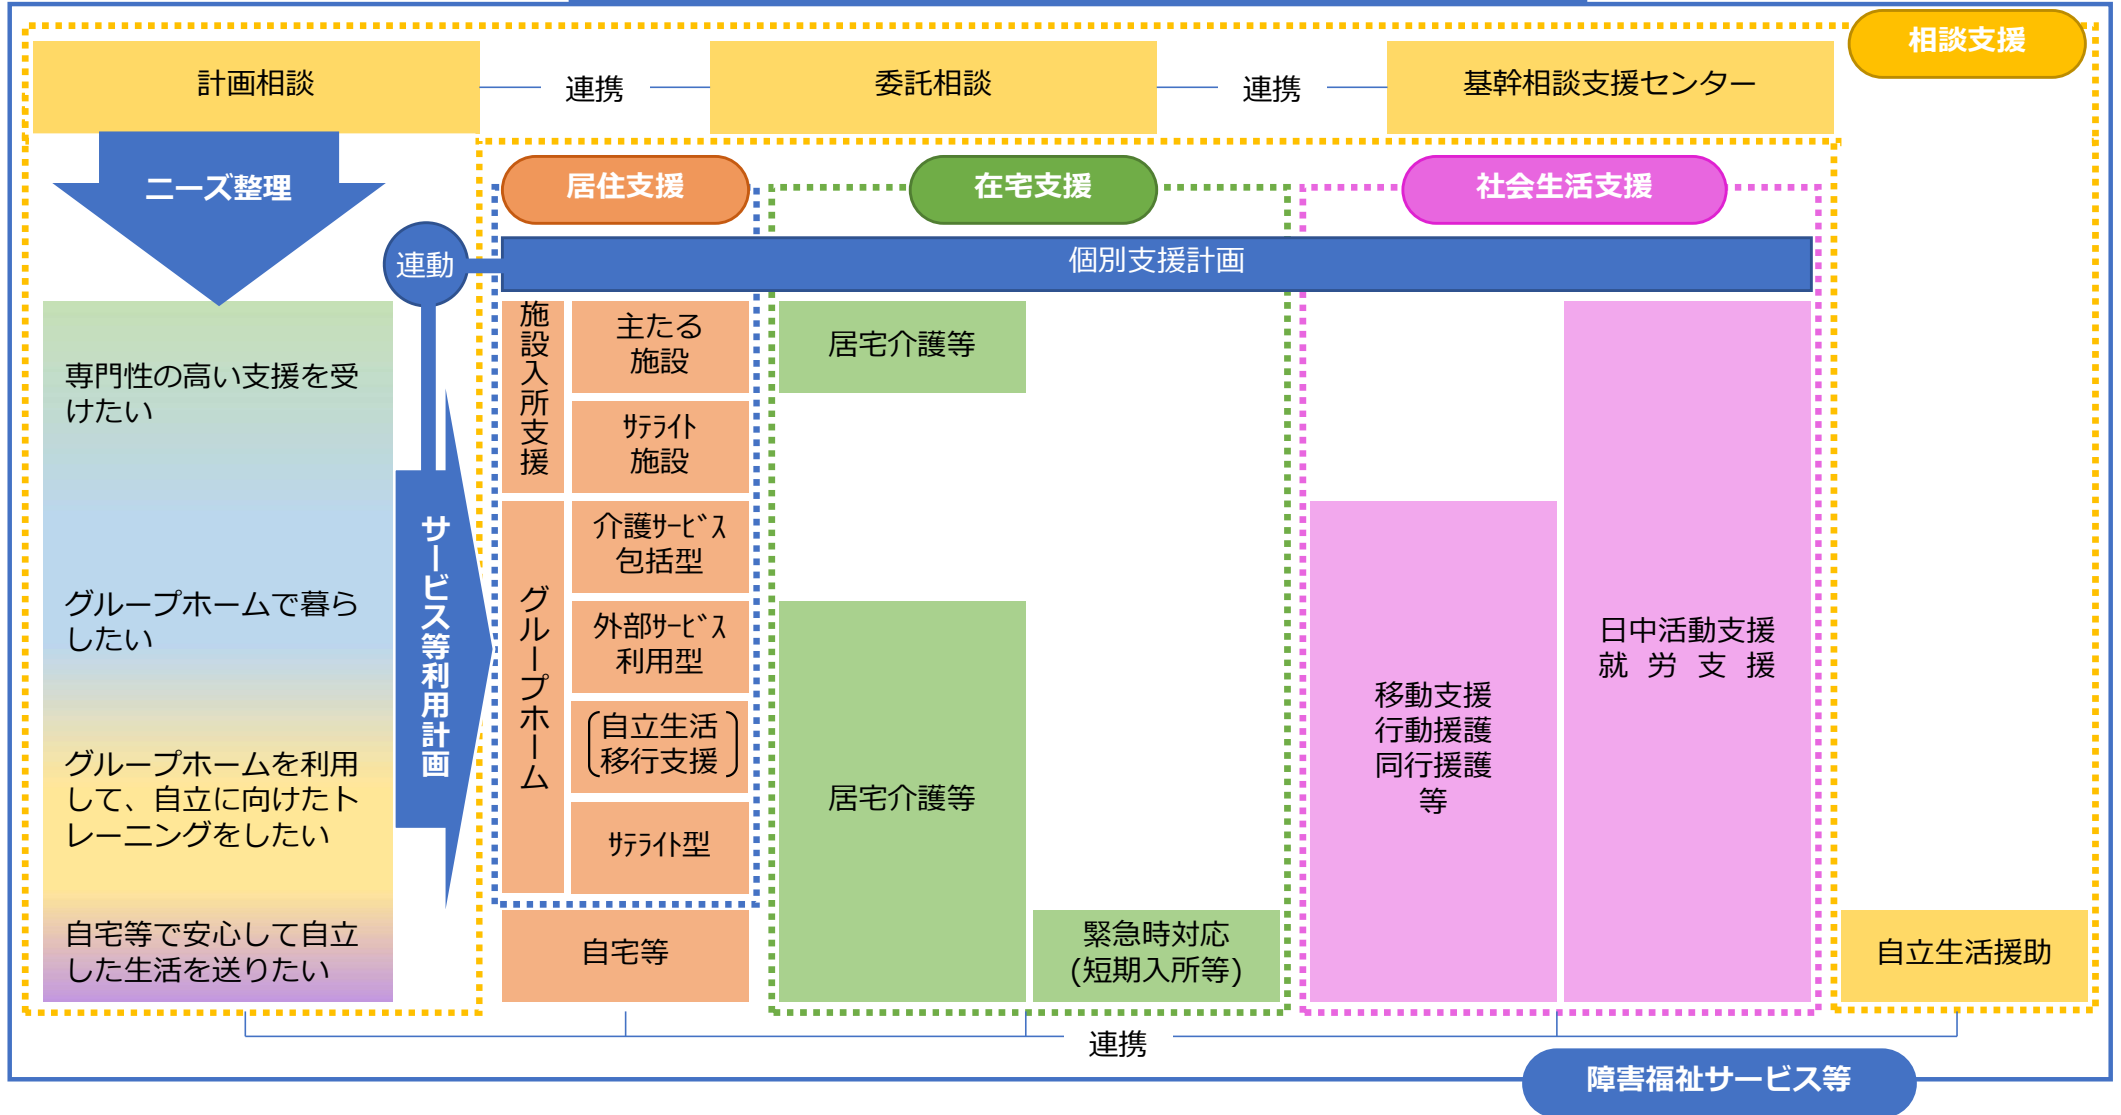 相談支援
計画相談
連携
委託相談
連携
基幹相談支援センター
ニーズ整理
居住支援
在宅支援
社会生活支援
連動
個別支援計画
専門性の高い支援を受
けたい
グループホームで暮ら
したい
グループホームを利用
して、自立に向けたト
レーニングをしたい
自宅等で安心して自立
した生活を送りたい
サービス等利用計画
施設入所支援
主たる
施設
ｻﾃﾗｲﾄ
施設
グループホーム
介護ｻｰﾋﾞｽ
包括型
外部ｻｰﾋﾞｽ
利用型
自立生活
移行支援
ｻﾃﾗｲﾄ型
自宅等
居宅介護等
居宅介護等
緊急時対応
(短期入所等)
移動支援
行動援護
同行援護
等
日中活動支援
就労支援
自立生活援助
連携
障害福祉サービス等